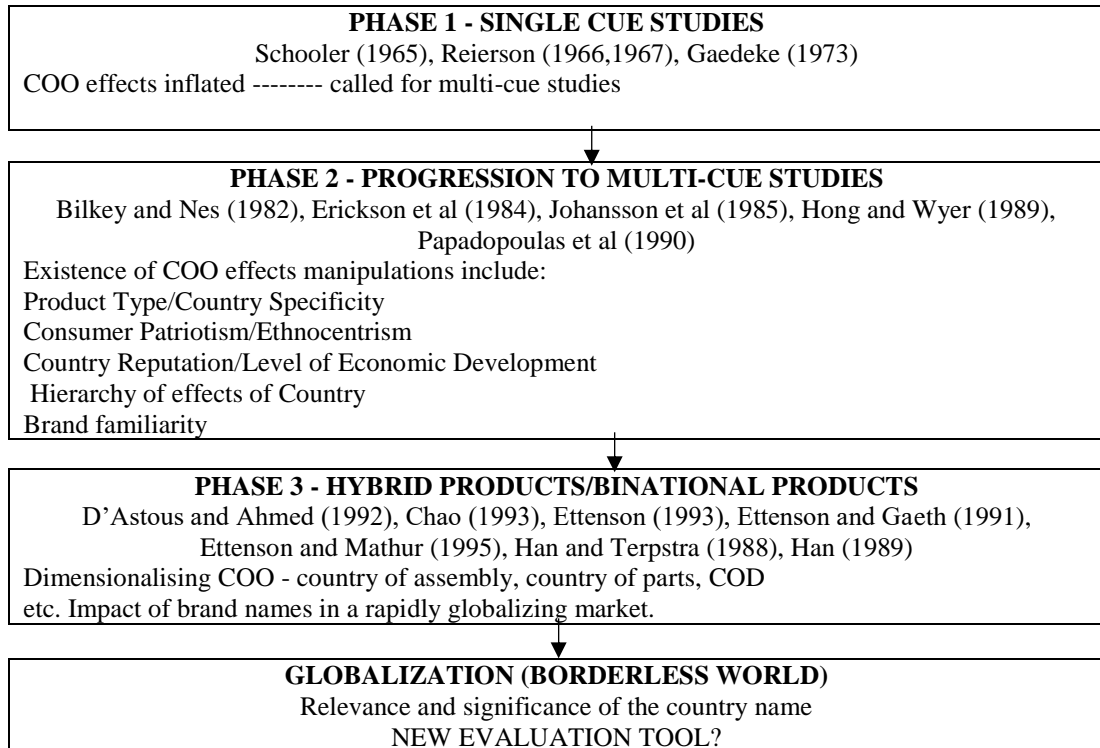 PHASE 1 - SINGLE CUE STUDIES
Schooler (1965), Reierson (1966,1967), Gaedeke (1973)
COO effects inflated -------- called for multi-cue studies
PHASE 2 - PROGRESSION TO MULTI-CUE STUDIES
Bilkey and Nes (1982), Erickson et al (1984), Johansson et al (1985), Hong and Wyer (1989),
Papadopoulas et al (1990)
Existence of COO effects manipulations include:
Product Type/Country Specificity
Consumer Patriotism/Ethnocentrism
Country Reputation/Level of Economic Development
Hierarchy of effects of Country
Brand familiarity
PHASE 3 - HYBRID PRODUCTS/BINATIONAL PRODUCTS
D’Astous and Ahmed (1992), Chao (1993), Ettenson (1993), Ettenson and Gaeth (1991),
Ettenson and Mathur (1995), Han and Terpstra (1988), Han (1989)
Dimensionalising COO - country of assembly, country of parts, COD
etc. Impact of brand names in a rapidly globalizing market.
GLOBALIZATION (BORDERLESS WORLD)
Relevance and significance of the country name
NEW EVALUATION TOOL?